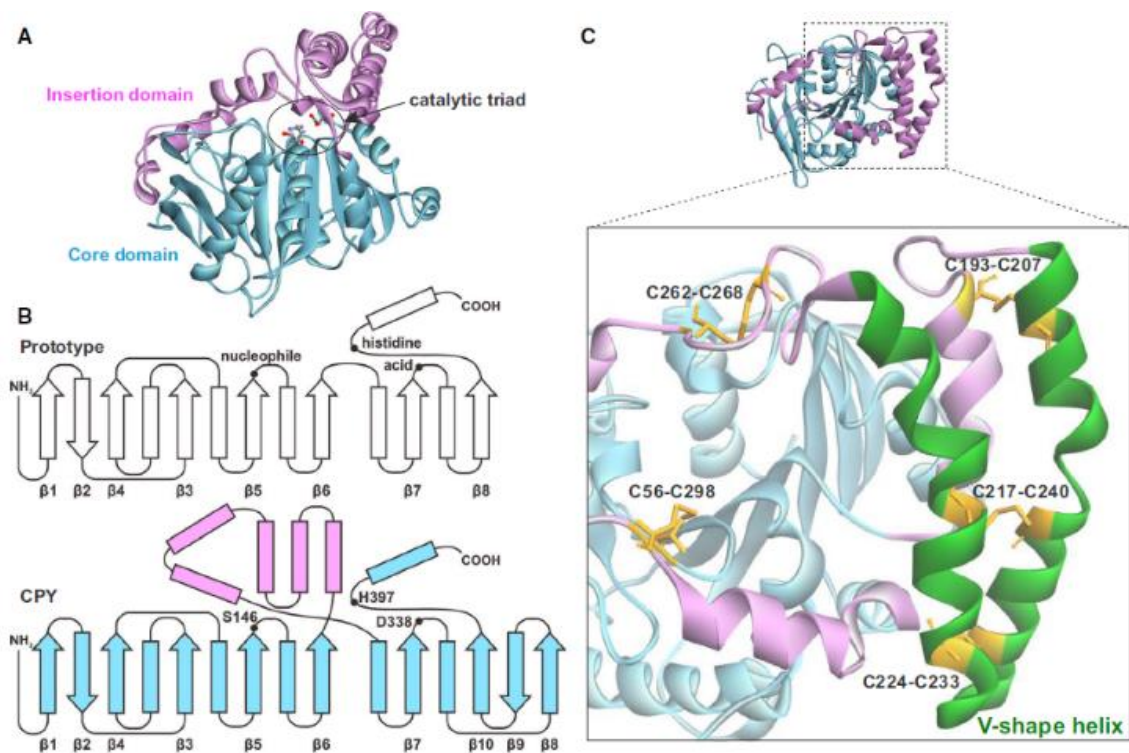 A
Insertion domain
catalytic triad
Core domain
B
Prototype
COOH
nucleophile
histidine
acid
NH2
β1 β2 β4 β3 β5 β6 β7 β8
CPY
COOH
S146
H397
D338
NH2
β1 β2 β4 β3 β5 β6 β7 β10 β9 β8
C
C262-C268
C193-C207
C56-C298
C217-C240
C224-C233
V-shape helix